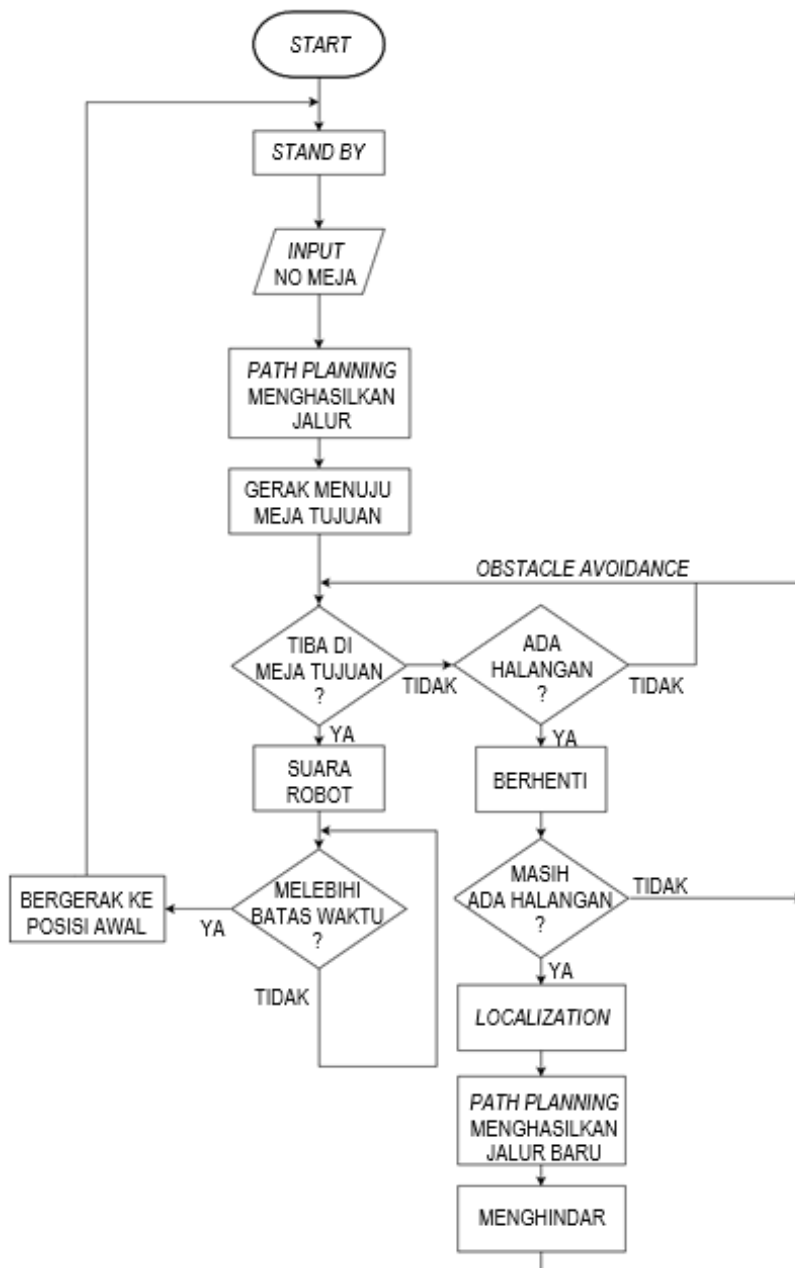 START
STAND BY
INPUT
NO MEJA
PATH PLANNING
MENGHASILKAN
JALUR
GERAK MENUJU
MEJA TUJUAN
OBSTACLE AVOIDANCE
TIBA DI
MEJA TUJUAN
?
TIDAK
ADA
HALANGAN
?
TIDAK
YA
YA
SUARA
ROBOT
BERHENTI
MELEBIHI
BATAS WAKTU
?
YA
TIDAK
BERGERAK KE
POSISI AWAL
MASIH
ADA HALANGAN
?
TIDAK
YA
LOCALIZATION
PATH PLANNING
MENGHASILKAN
JALUR BARU
MENGHINDAR